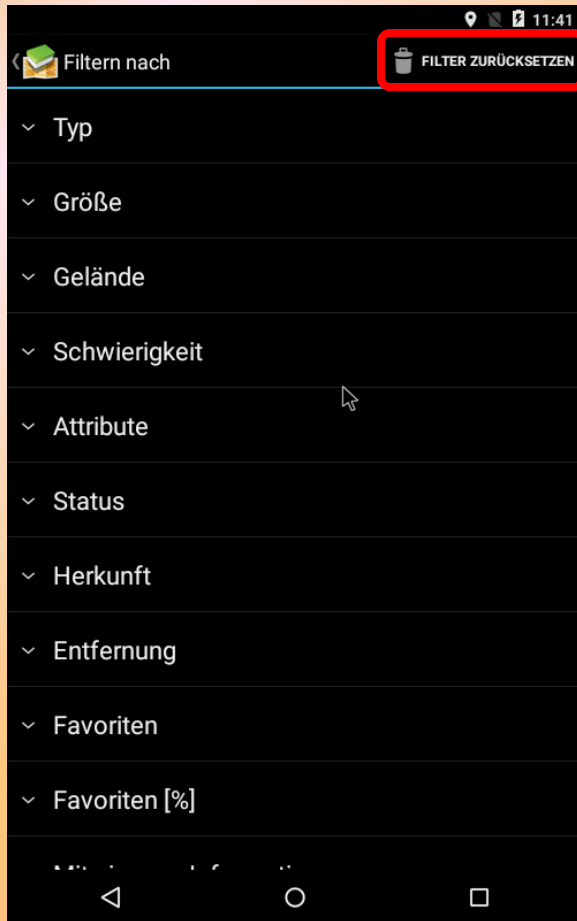 11:41
Filtern nach
FILTER ZURÜCKSETZEN
Typ
Größe
Gelände
Schwierigkeit
Attribute
Status
Herkunft
Entfernung
Favoriten
Favoriten [%]